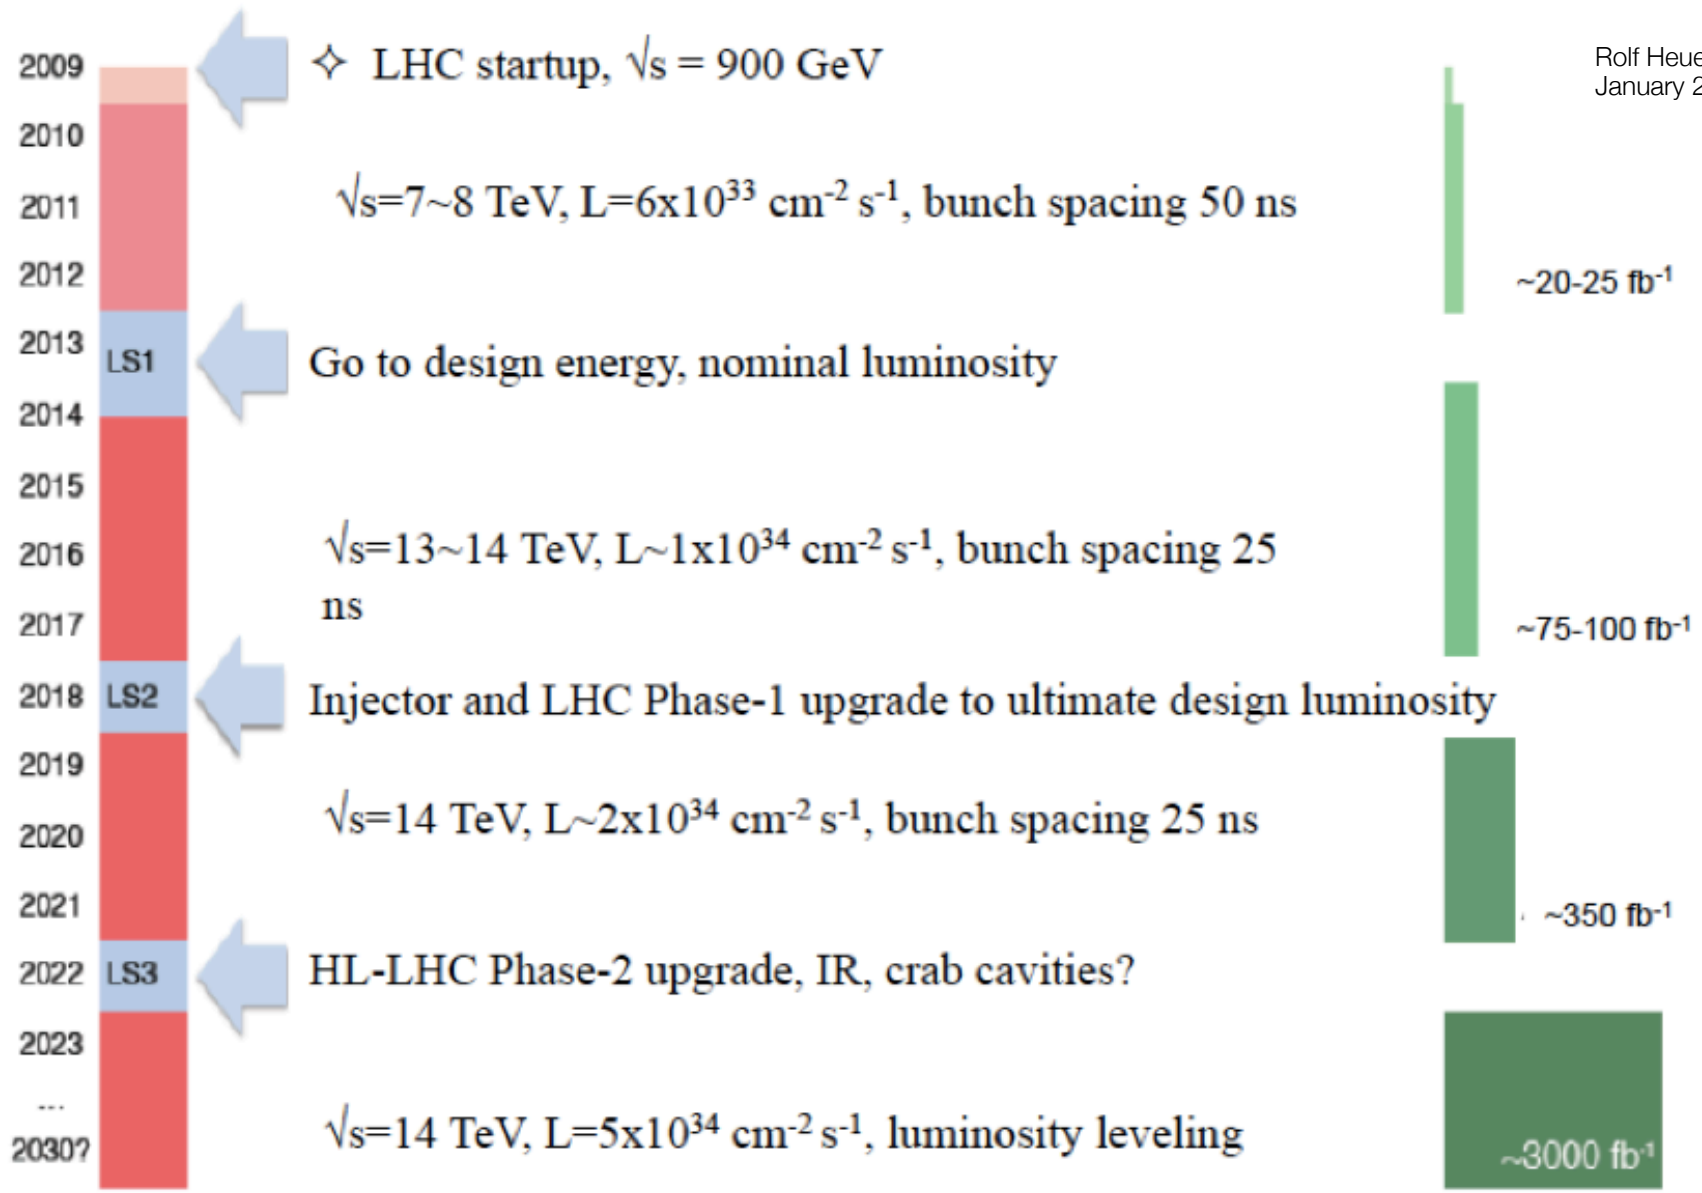 2009
✧ LHC startup, √s = 900 GeV
Rolf Heue
January 2
2010
2011
√s=7~8 TeV, L=6x10³³ cm⁻² s⁻¹, bunch spacing 50 ns
2012
~20-25 fb⁻¹
2013
LS1
Go to design energy, nominal luminosity
2014
2015
2016
√s=13~14 TeV, L~1x10³⁴ cm⁻² s⁻¹, bunch spacing 25
ns
2017
~75-100 fb⁻¹
2018
LS2
Injector and LHC Phase-1 upgrade to ultimate design luminosity
2019
2020
√s=14 TeV, L~2x10³⁴ cm⁻² s⁻¹, bunch spacing 25 ns
2021
~350 fb⁻¹
2022
LS3
HL-LHC Phase-2 upgrade, IR, crab cavities?
2023
...
2030?
√s=14 TeV, L=5x10³⁴ cm⁻² s⁻¹, luminosity leveling
~3000 fb⁻¹